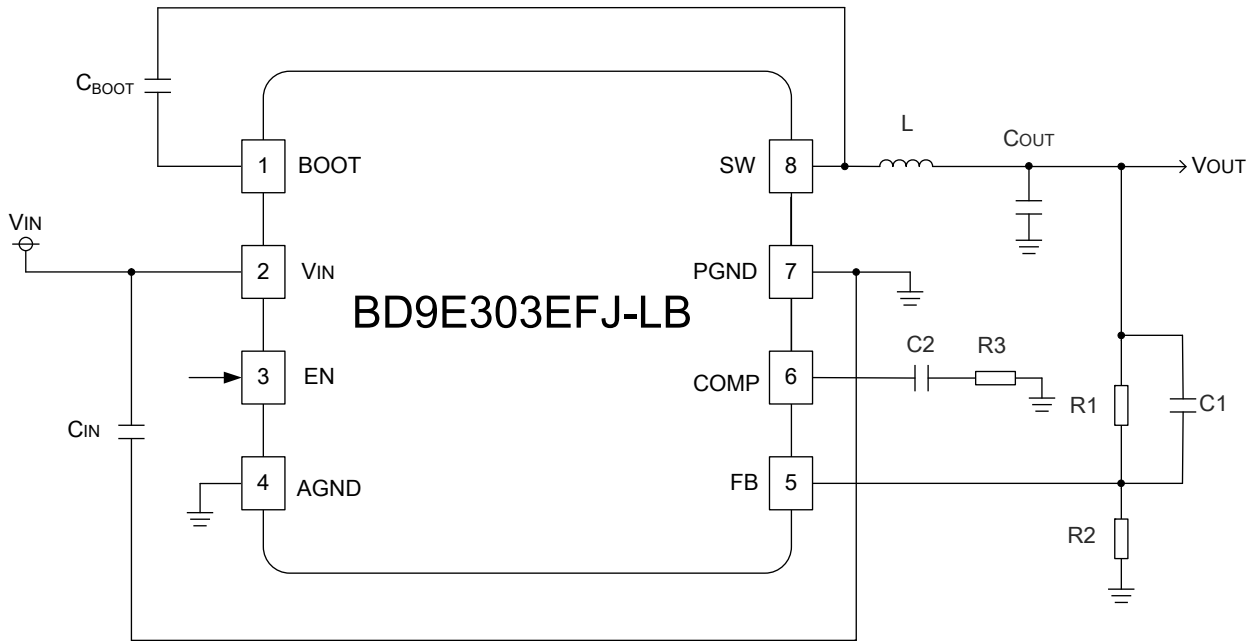 CBOOT
1
BOOT
SW
8
L
COUT
VOUT
VIN
2
VIN
PGND
7
BD9E303EFJ-LB
3
EN
COMP
6
C2
R3
CIN
R1
C1
4
AGND
FB
5
R2